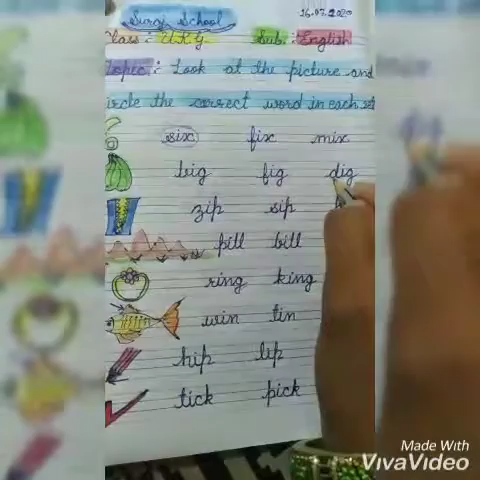 Suraj School 16.07.2020
Class : U.K.G Sub. : English
Topic : Look at the picture and
circle the correct word in each set
six fix mix
big fig dig
zip sip
pill bill
ring king
win tin
hip lip
tick pick
Made With
VivaVideo